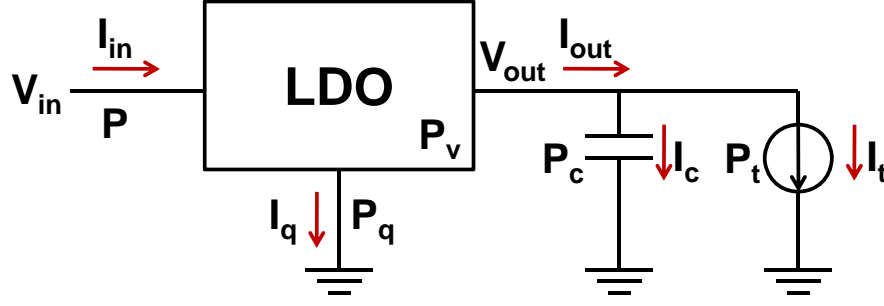 I_in
V_in
P
LDO
P_v
V_out
I_out
P_c
I_c
P_t
I_t
I_q
P_q